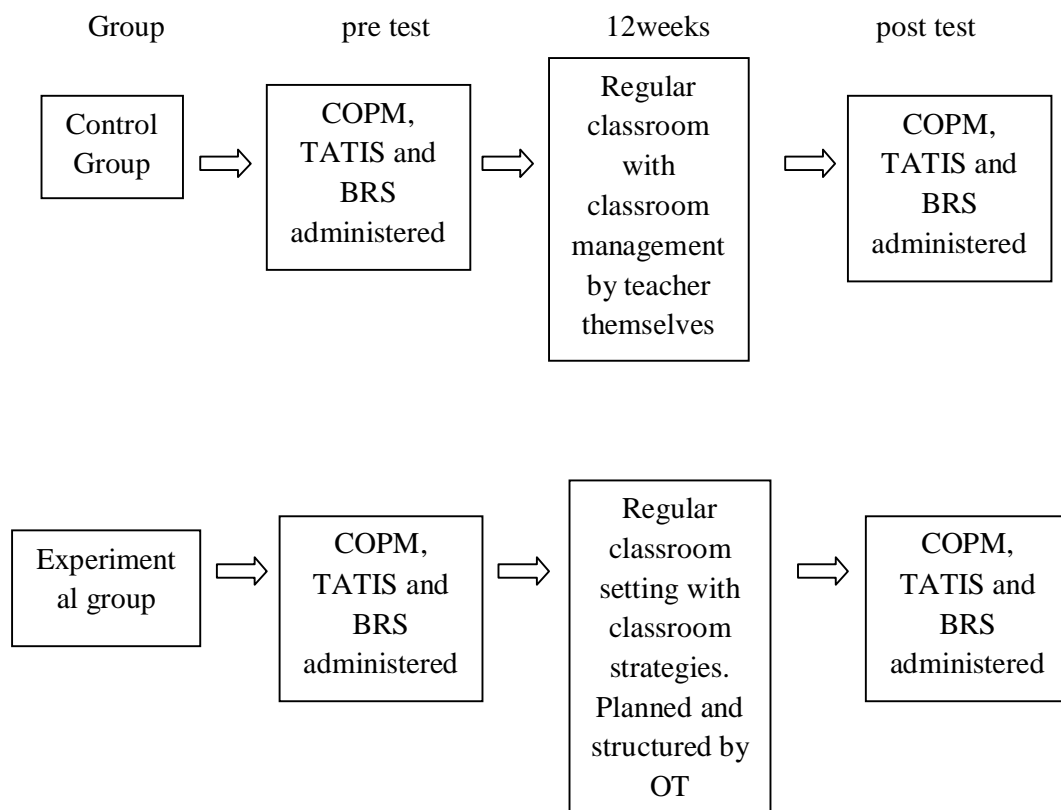 Group pre test 12weeks post test
Control
Group
COPM,
TATIS and
BRS
administered
Regular
classroom
with
classroom
management
by teacher
themselves
COPM,
TATIS and
BRS
administered
Experiment
al group
COPM,
TATIS and
BRS
administered
Regular
classroom
setting with
classroom
strategies.
Planned and
structured by
OT
COPM,
TATIS and
BRS
administered